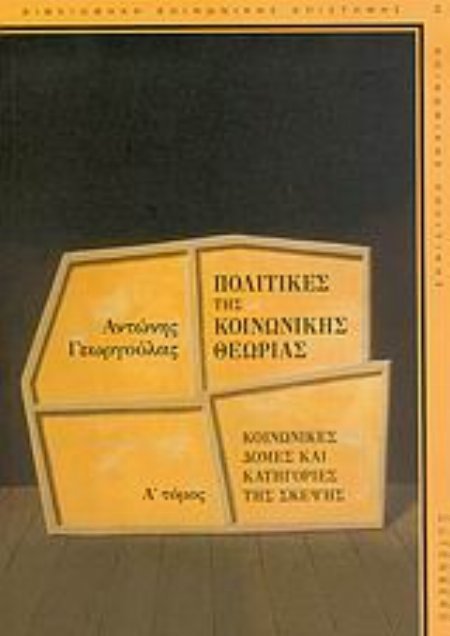 ΒΙΒΛΙΟΘΗΚΗ ΚΟΙΝΩΝΙΚΗΣ ΕΠΙΣΤΗΜΗΣ
Αντώνης
Γεωργούλας
ΠΟΛΙΤΙΚΕΣ
ΤΗΣ
ΚΟΙΝΩΝΙΚΗΣ
ΘΕΩΡΙΑΣ
ΚΟΙΝΩΝΙΚΕΣ
ΔΟΜΕΣ ΚΑΙ
ΚΑΤΗΓΟΡΙΕΣ
ΤΗΣ ΣΚΕΨΗΣ
Α' τόμος